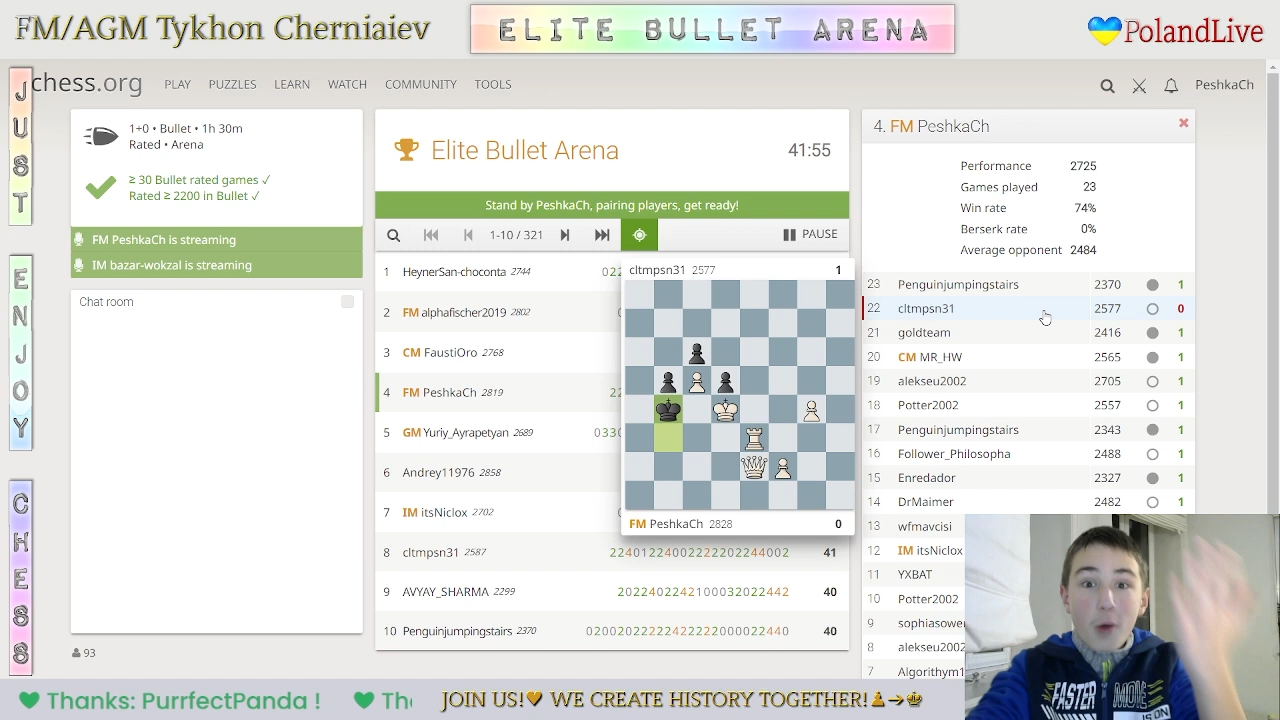 FM/AGM Tykhon Cherniaiev
ELITE BULLET ARENA
PolandLive
JUST
ENJOY
CHESS
chess.org
PLAY
PUZZLES
LEARN
WATCH
COMMUNITY
TOOLS
PeshkaCh
1+0 • Bullet • 1h 30m
Rated • Arena
≥ 30 Bullet rated games ✓
Rated ≥ 2200 in Bullet ✓
FM PeshkaCh is streaming
IM bazar-wokzal is streaming
Chat room
93
Elite Bullet Arena
41:55
Stand by PeshkaCh, pairing players, get ready!
1-10 / 321
PAUSE
1 HeynerSan-choconta 2744
2 FM alphafischer2019 2802
3 CM FaustiOro 2768
4 FM PeshkaCh 2819
5 GM Yuriy_Ayrapetyan 2689
6 Andrey11976 2858
7 IM itsNiclox 2702
8 cltmpsn31 2587 22401224002222202244002 41
9 AVYAY_SHARMA 2299
40
10 Penguinjumpingstairs 2370
40
cltmpsn31 2577 1
FM PeshkaCh 2828 0
4. FM PeshkaCh
Performance 2725
Games played 23
Win rate 74%
Berserk rate 0%
Average opponent 2484
23 Penguinjumpingstairs 2370 1
22 cltmpsn31 2577 0
21 goldteam 2416 1
20 CM MR_HW 2565 1
19 alekseu2002 2705 1
18 Potter2002 2557 1
17 Penguinjumpingstairs 2343 1
16 Follower_Philosopha 2488 1
15 Enredador 2327 1
14 DrMaimer 2482 1
13 wfmavcisi
12 IM itsNiclox
11 YXBAT
10 Potter2002
9 sophiasower
8 alekseu2002
7 Algorithm1
FASTER
MOVE
IS ON
Thanks: PurrfectPanda !
Th
JOIN US! WE CREATE HISTORY TOGETHER!